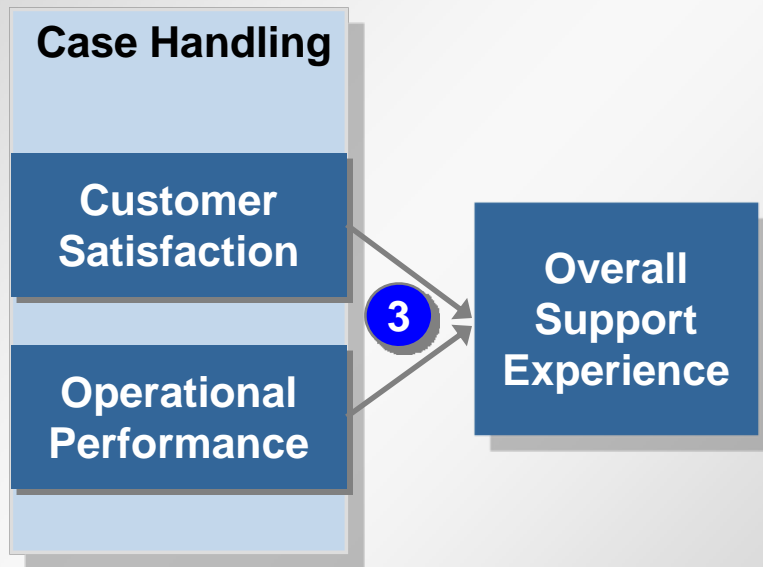 Case Handling
Customer
Satisfaction
3
Operational
Performance
Overall
Support
Experience